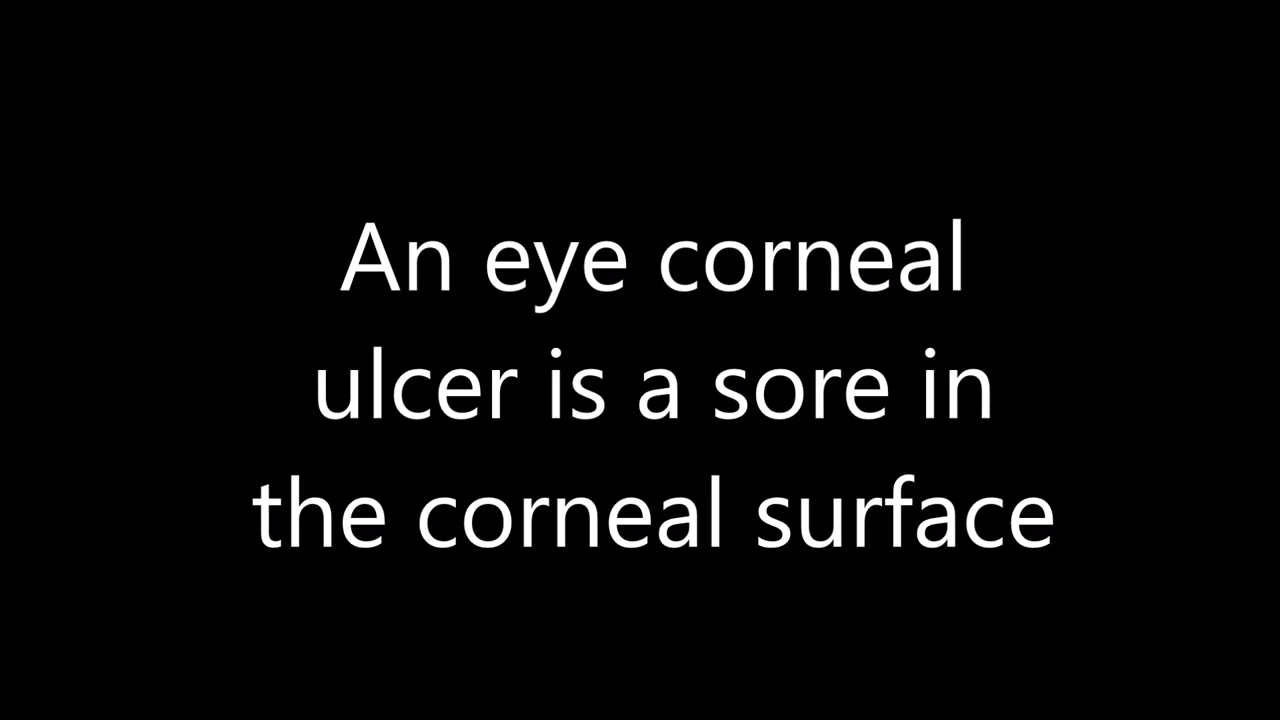 An eye corneal
ulcer is a sore in
the corneal surface